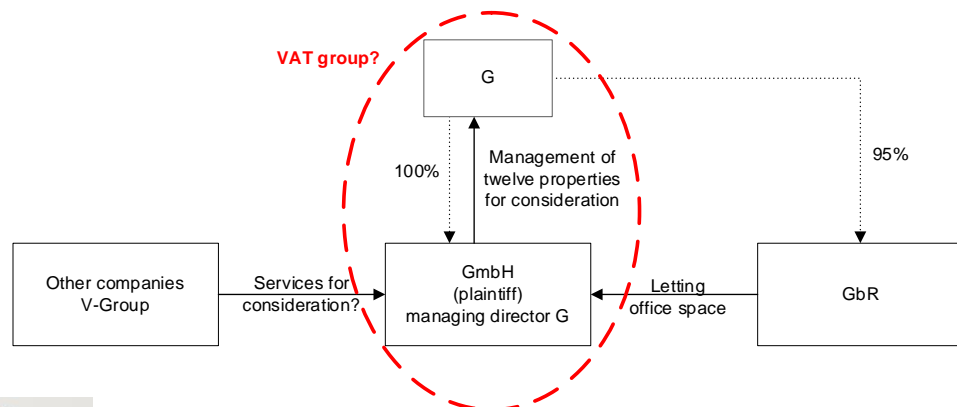 VAT group?
G
100%
Management of
twelve properties
for consideration
95%
Other companies
V-Group
Services for
consideration?
GmbH
(plaintiff)
managing director G
Letting
office space
GbR